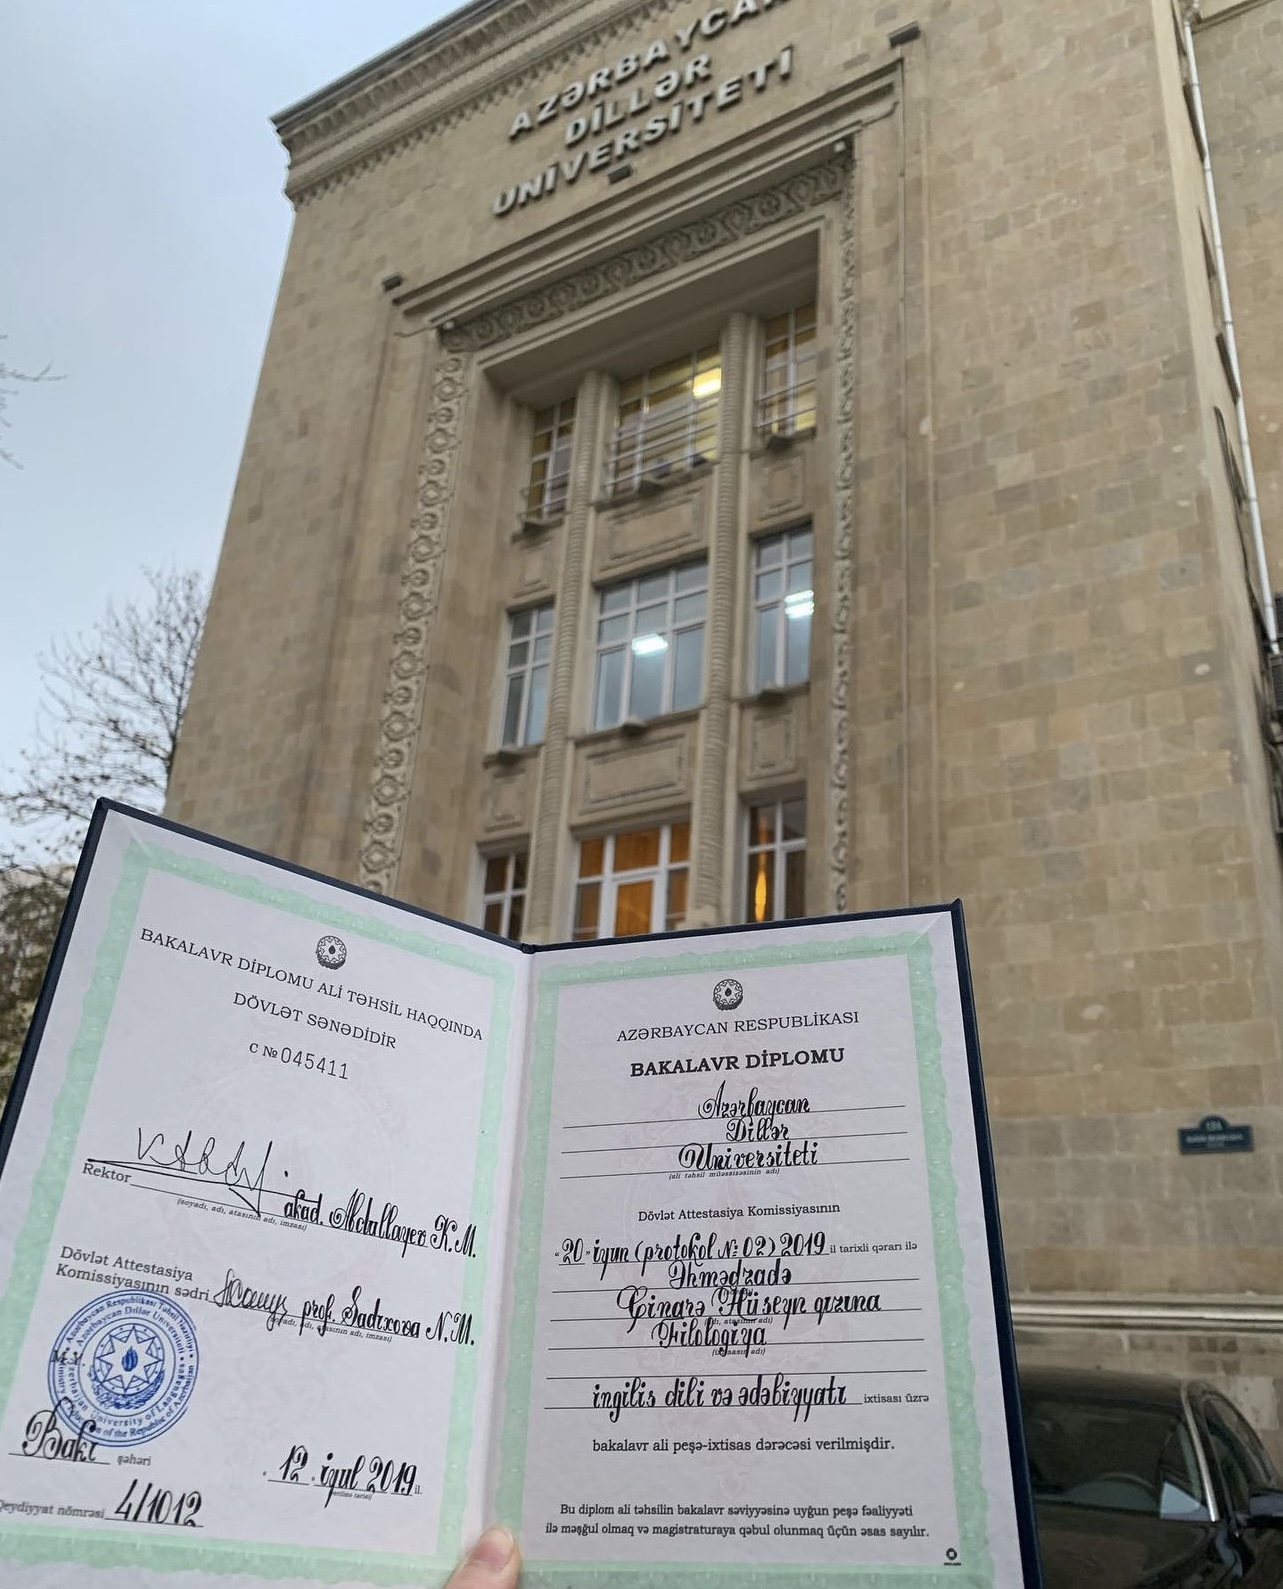 AZƏRBAYCAN
DİLLƏR
UNİVERSİTETİ
BAKALAVR DİPLOMU ALİ TƏHSİL HAQQINDA
DÖVLƏT SƏNƏDİDİR
C № 045411
Rektor akad. Abdullayev K.M.
(soyadı, adı, atasının adı, imzası)
Dövlət Attestasiya
Komissiyasının sədri prof. Sadıxova N.M.
adı, atasının adı, imzası)
M.Y.
Bakı şəhəri
12 iyul 2019 il.
(verilmə tarixi)
Qeydiyyat nömrəsi 4/1012
AZƏRBAYCAN RESPUBLİKASI
BAKALAVR DİPLOMU
Azərbaycan
Dillər
Universiteti
(ali təhsil müəssisəsinin adı)
Dövlət Attestasiya Komissiyasının
"20" iyun (protokol №: 02) 2019 il tarixli qərarı ilə
Əhmədzadə
Çinarə Hüseyn qızına
Filologiya
ingilis dili və ədəbiyyatı ixtisası üzrə
bakalavr ali peşə-ixtisas dərəcəsi verilmişdir.
Bu diplom ali təhsilin bakalavr səviyyəsinə uyğun peşə fəaliyyəti
ilə məşğul olmaq və magistraturaya qəbul olunmaq üçün əsas sayılır.